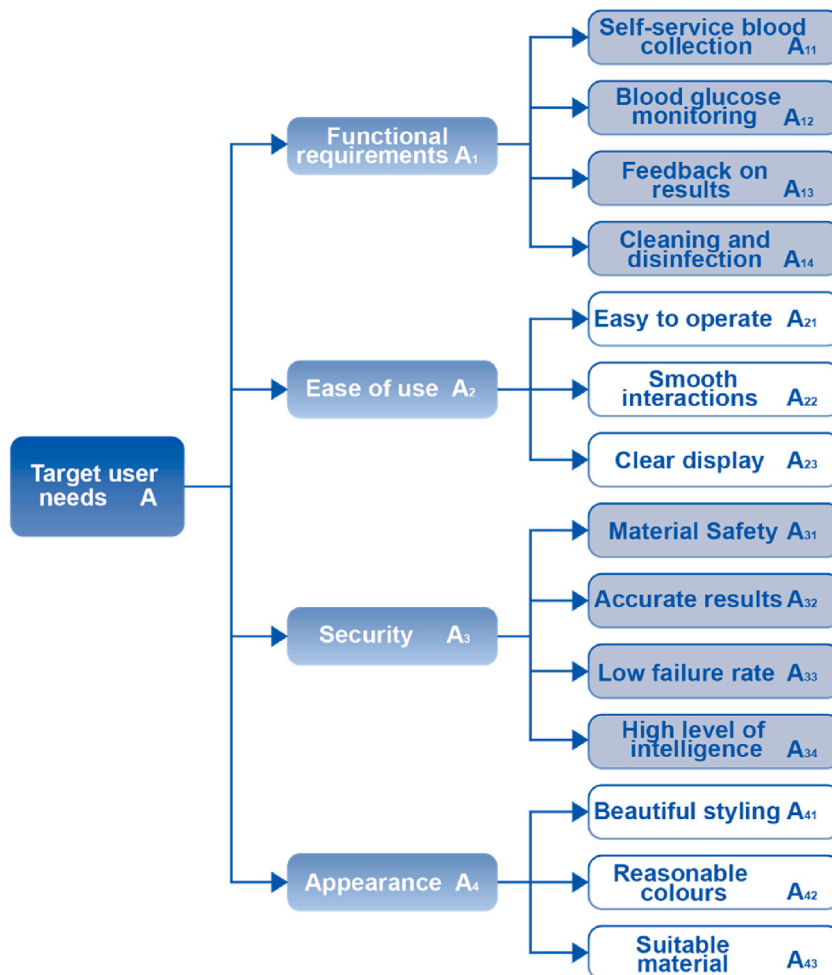 Target user
needs A
Functional
requirements A1
Ease of use A2
Security A3
Appearance A4
Self-service blood
collection A11
Blood glucose
monitoring A12
Feedback on
results A13
Cleaning and
disinfection A14
Easy to operate A21
Smooth
interactions A22
Clear display A23
Material Safety A31
Accurate results A32
Low failure rate A33
High level of
intelligence A34
Beautiful styling A41
Reasonable
colours A42
Suitable
material A43